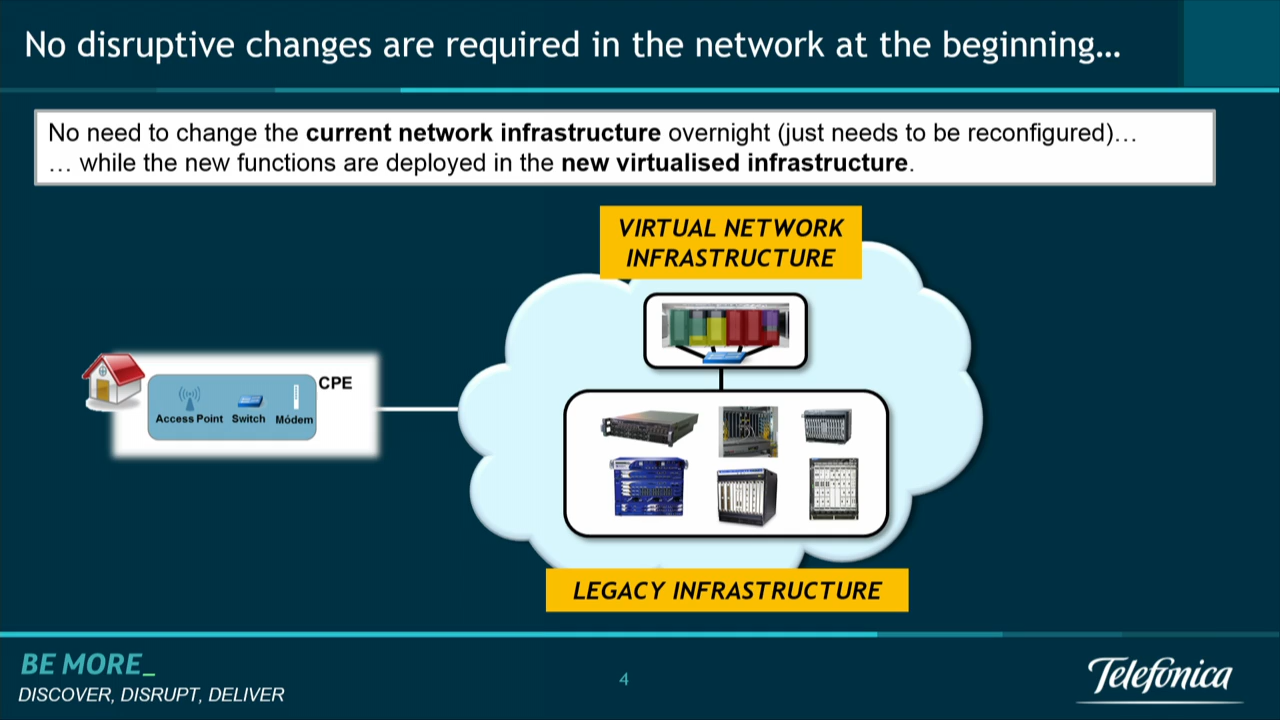 No disruptive changes are required in the network at the beginning…
No need to change the current network infrastructure overnight (just needs to be reconfigured)…
… while the new functions are deployed in the new virtualised infrastructure.
VIRTUAL NETWORK
INFRASTRUCTURE
CPE
Access Point Switch Módem
LEGACY INFRASTRUCTURE
BE MORE_
DISCOVER, DISRUPT, DELIVER
4
Telefónica